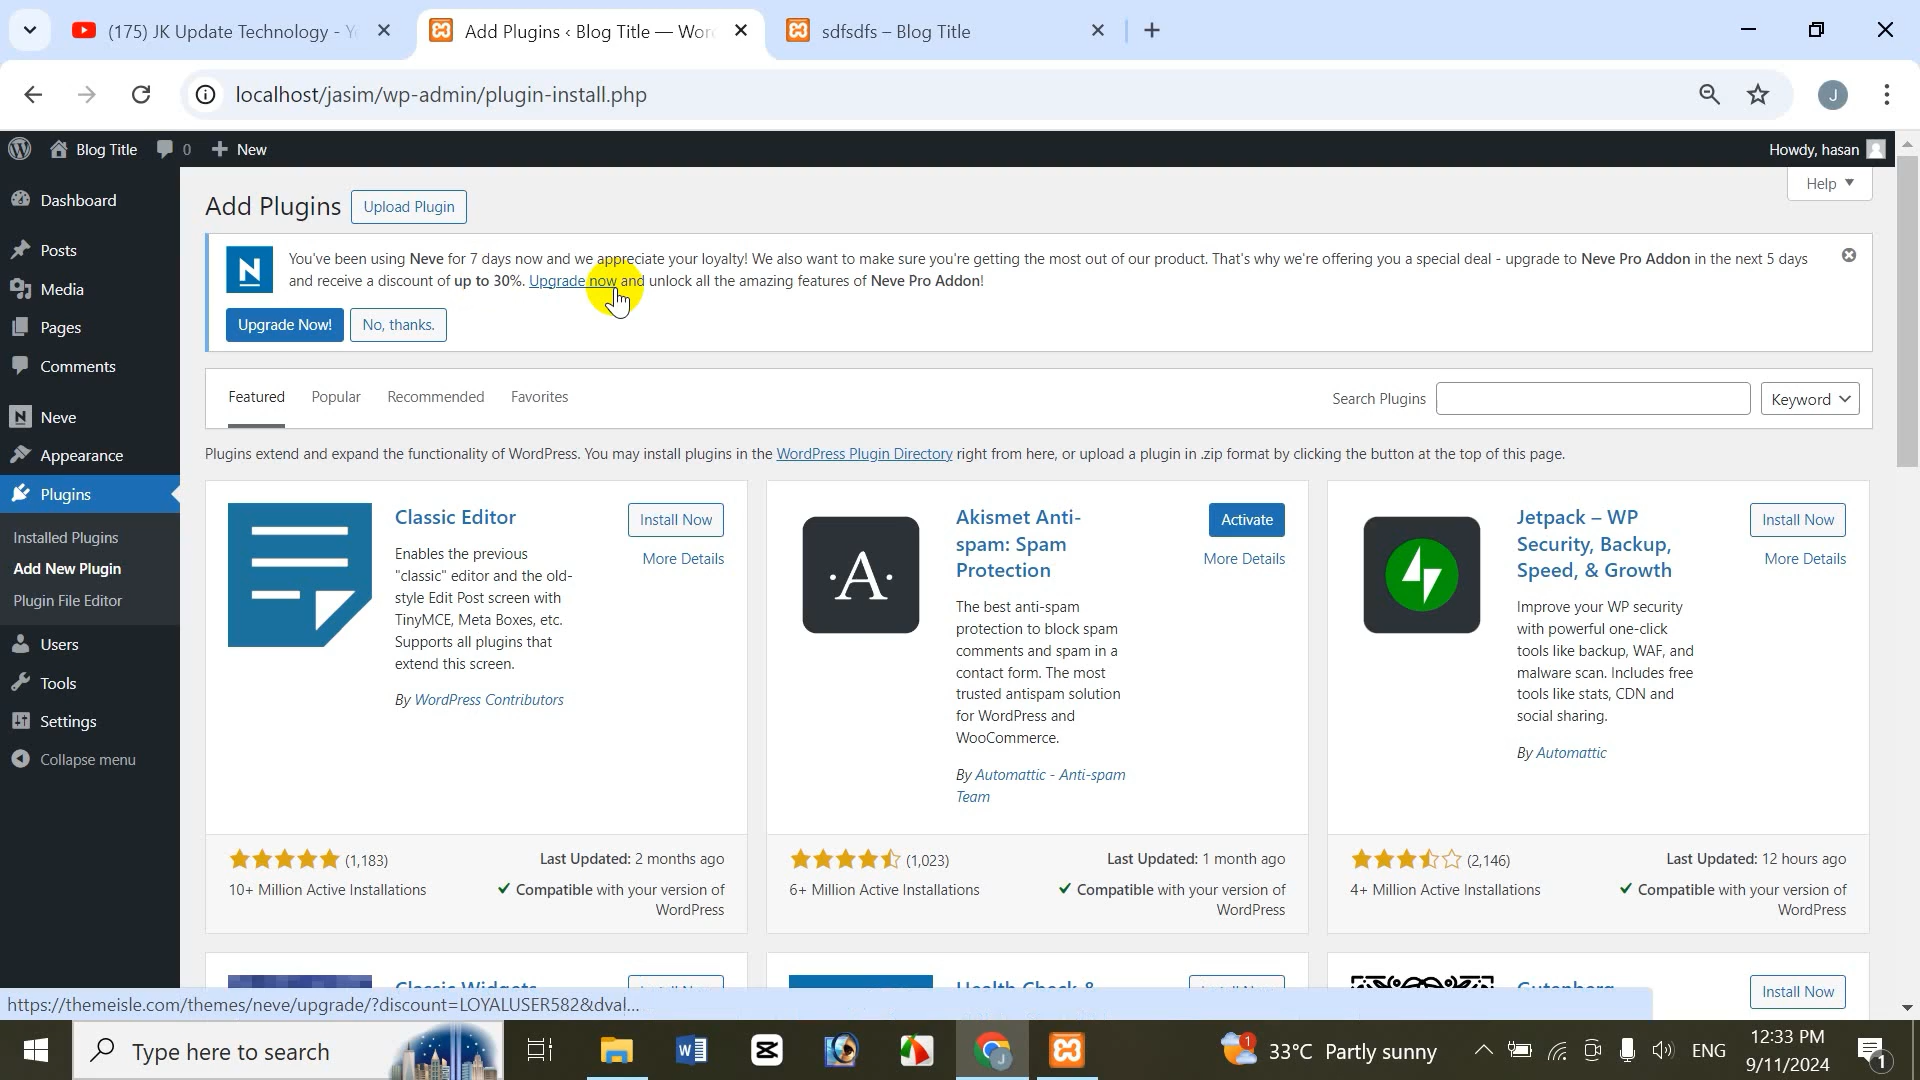 (175) JK Update Technology - Y
Add Plugins ‹ Blog Title — Wor
sdfsdfs – Blog Title
localhost/jasim/wp-admin/plugin-install.php
J
Blog Title
0
New
Howdy, hasan
Help
Dashboard
Posts
Media
Pages
Comments
Neve
Appearance
Plugins
Installed Plugins
Add New Plugin
Plugin File Editor
Users
Tools
Settings
Collapse menu
Add Plugins
Upload Plugin
N
You've been using Neve for 7 days now and we appreciate your loyalty! We also want to make sure you're getting the most out of our product. That's why we're offering you a special deal - upgrade to Neve Pro Addon in the next 5 days
and receive a discount of up to 30%. Upgrade now and unlock all the amazing features of Neve Pro Addon!
Upgrade Now!
No, thanks.
Featured
Popular
Recommended
Favorites
Search Plugins
Keyword
Plugins extend and expand the functionality of WordPress. You may install plugins in the WordPress Plugin Directory right from here, or upload a plugin in .zip format by clicking the button at the top of this page.
Classic Editor
Install Now
More Details
Enables the previous
"classic" editor and the old-
style Edit Post screen with
TinyMCE, Meta Boxes, etc.
Supports all plugins that
extend this screen.
By WordPress Contributors
(1,183)
Last Updated: 2 months ago
10+ Million Active Installations
Compatible with your version of
WordPress
·A·
Akismet Anti-
spam: Spam
Protection
Activate
More Details
The best anti-spam
protection to block spam
comments and spam in a
contact form. The most
trusted antispam solution
for WordPress and
WooCommerce.
By Automattic - Anti-spam
Team
(1,023)
Last Updated: 1 month ago
6+ Million Active Installations
Compatible with your version of
WordPress
Jetpack – WP
Security, Backup,
Speed, & Growth
Install Now
More Details
Improve your WP security
with powerful one-click
tools like backup, WAF, and
malware scan. Includes free
tools like stats, CDN and
social sharing.
By Automattic
(2,146)
Last Updated: 12 hours ago
4+ Million Active Installations
Compatible with your version of
WordPress
Classic Widgets
Install Now
Health Check &
Install Now
Gutenberg
Install Now
https://themeisle.com/themes/neve/upgrade/?discount=LOYALUSER582&dval...
Type here to search
1
33°C Partly sunny
ENG
12:33 PM
9/11/2024
1